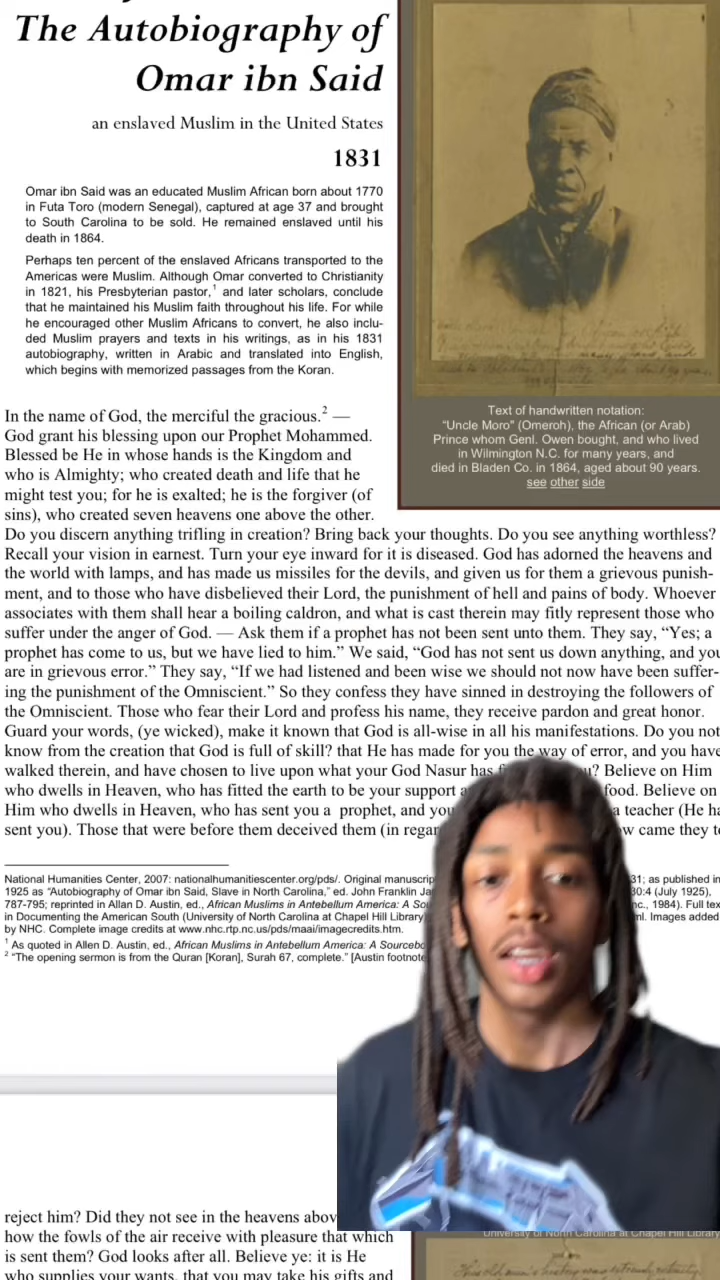 The Autobiography of
Omar ibn Said
an enslaved Muslim in the United States
1831
Omar ibn Said was an educated Muslim African born about 1770
in Futa Toro (modern Senegal), captured at age 37 and brought
to South Carolina to be sold. He remained enslaved until his
death in 1864.
Perhaps ten percent of the enslaved Africans transported to the
Americas were Muslim. Although Omar converted to Christianity
in 1821, his Presbyterian pastor,1 and later scholars, conclude
that he maintained his Muslim faith throughout his life. For while
he encouraged other Muslim Africans to convert, he also inclu-
ded Muslim prayers and texts in his writings, as in his 1831
autobiography, written in Arabic and translated into English,
which begins with memorized passages from the Koran.
Text of handwritten notation:
"Uncle Moro" (Omeroh), the African (or Arab)
Prince whom Genl. Owen bought, and who lived
in Wilmington N.C. for many years, and
died in Bladen Co. in 1864, aged about 90 years.
see other side
In the name of God, the merciful the gracious.2 —
God grant his blessing upon our Prophet Mohammed.
Blessed be He in whose hands is the Kingdom and
who is Almighty; who created death and life that he
might test you; for he is exalted; he is the forgiver (of
sins), who created seven heavens one above the other.
Do you discern anything trifling in creation? Bring back your thoughts. Do you see anything worthless?
Recall your vision in earnest. Turn your eye inward for it is diseased. God has adorned the heavens and
the world with lamps, and has made us missiles for the devils, and given us for them a grievous punish-
ment, and to those who have disbelieved their Lord, the punishment of hell and pains of body. Whoever
associates with them shall hear a boiling caldron, and what is cast therein may fitly represent those who
suffer under the anger of God. — Ask them if a prophet has not been sent unto them. They say, “Yes; a
prophet has come to us, but we have lied to him.” We said, “God has not sent us down anything, and you
are in grievous error.” They say, “If we had listened and been wise we should not now have been suffer-
ing the punishment of the Omniscient.” So they confess they have sinned in destroying the followers of
the Omniscient. Those who fear their Lord and profess his name, they receive pardon and great honor.
Guard your words, (ye wicked), make it known that God is all-wise in all his manifestations. Do you not
know from the creation that God is full of skill? that He has made for you the way of error, and you have
walked therein, and have chosen to live upon what your God Nasur has ? Believe on Him
who dwells in Heaven, who has fitted the earth to be your support food. Believe on
Him who dwells in Heaven, who has sent you a prophet, and you a teacher (He ha
sent you). Those that were before them deceived them (in regar w came they to
National Humanities Center, 2007: nationalhumanitiescenter.org/pds/. Original manuscrip 31; as published in
1925 as “Autobiography of Omar ibn Said, Slave in North Carolina,” ed. John Franklin Ja 30:4 (July 1925),
787-795; reprinted in Allan D. Austin, ed., African Muslims in Antebellum America: A Sou nc., 1984). Full tex
in Documenting the American South (University of North Carolina at Chapel Hill Library ml. Images added
by NHC. Complete image credits at www.nhc.rtp.nc.us/pds/maai/imagecredits.htm.
1 As quoted in Allen D. Austin, ed., African Muslims in Antebellum America: A Sourcebo
2 “The opening sermon is from the Quran [Koran], Surah 67, complete.” [Austin footnote
University of North Carolina at Chapel Hill Library
reject him? Did they not see in the heavens abov
how the fowls of the air receive with pleasure that which
is sent them? God looks after all. Believe ye: it is He
who supplies your wants, that you may take his gifts and